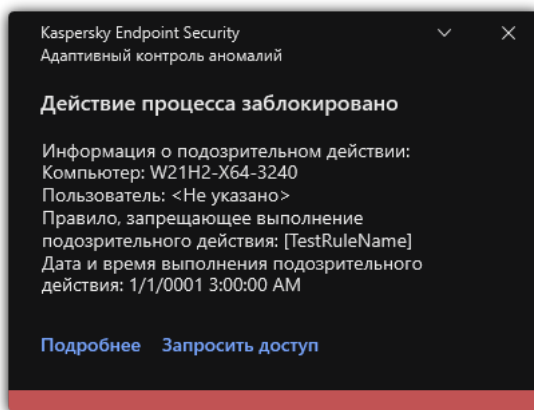 Kaspersky Endpoint Security
Адаптивный контроль аномалий
Действие процесса заблокировано
Информация о подозрительном действии:
Компьютер: W21H2-X64-3240
Пользователь: <Не указано>
Правило, запрещающее выполнение
подозрительного действия: [TestRuleName]
Дата и время выполнения подозрительного
действия: 1/1/0001 3:00:00 AM
Подробнее Запросить доступ